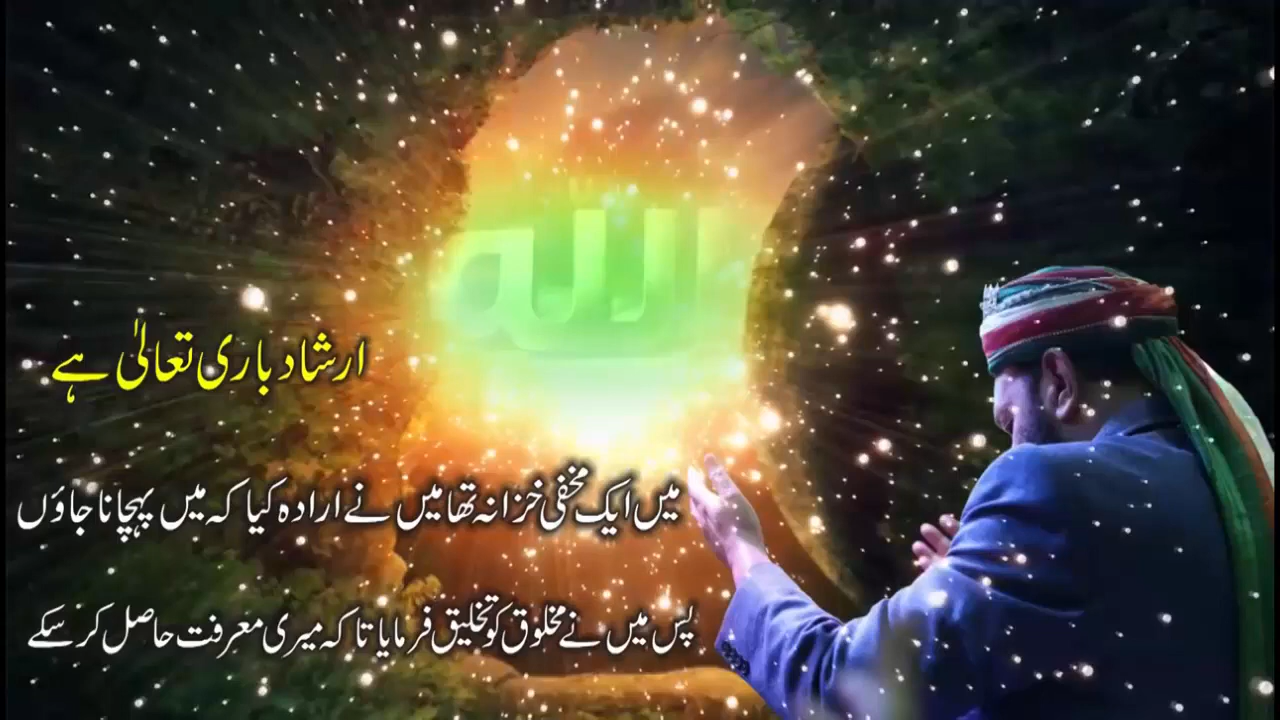 الله
ارشاد باری تعالیٰ ہے
میں ایک مخفی خزانہ تھا میں نے ارادہ کیا کہ میں پہچانا جاؤں
پس میں نے مخلوق کو تخلیق فرمایا تا کہ میری معرفت حاصل کر سکے